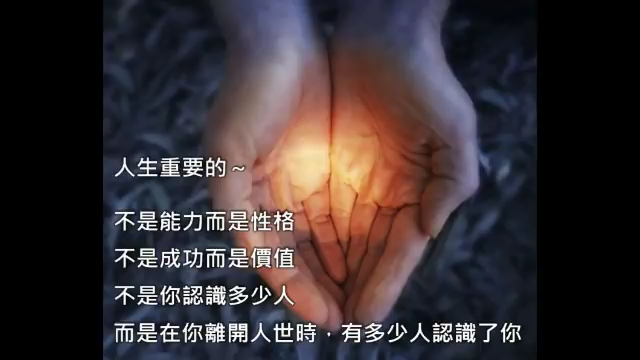 人生重要的~
不是能力而是性格
不是成功而是價值
不是你認識多少人
而是在你離開人世時，有多少人認識了你